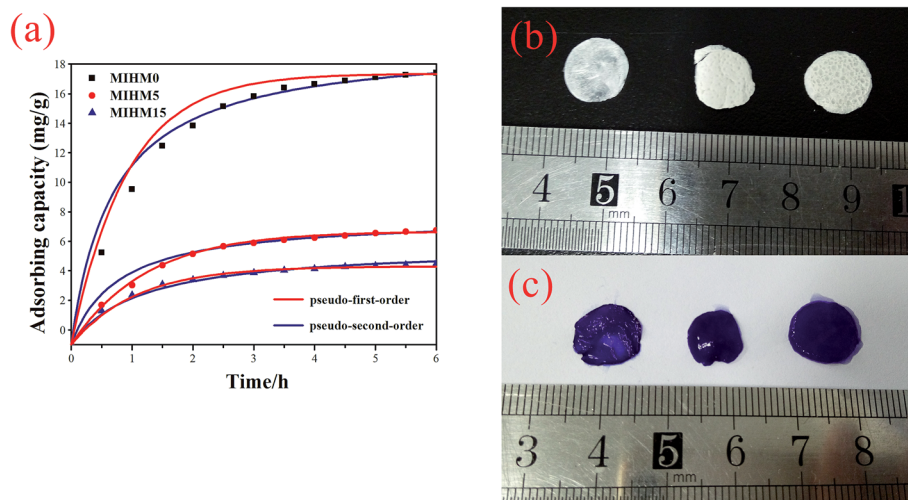 (a)
18
16
14
12
10
8
6
4
2
0
Adsorbing capacity (mg/g)
MIHM0
MIHM5
MIHM15
pseudo-first-order
pseudo-second-order
0 1 2 3 4 5 6
Time/h
(b)
4 5 6 7 8 9 1
mm
(c)
3 4 5 6 7 8
mm